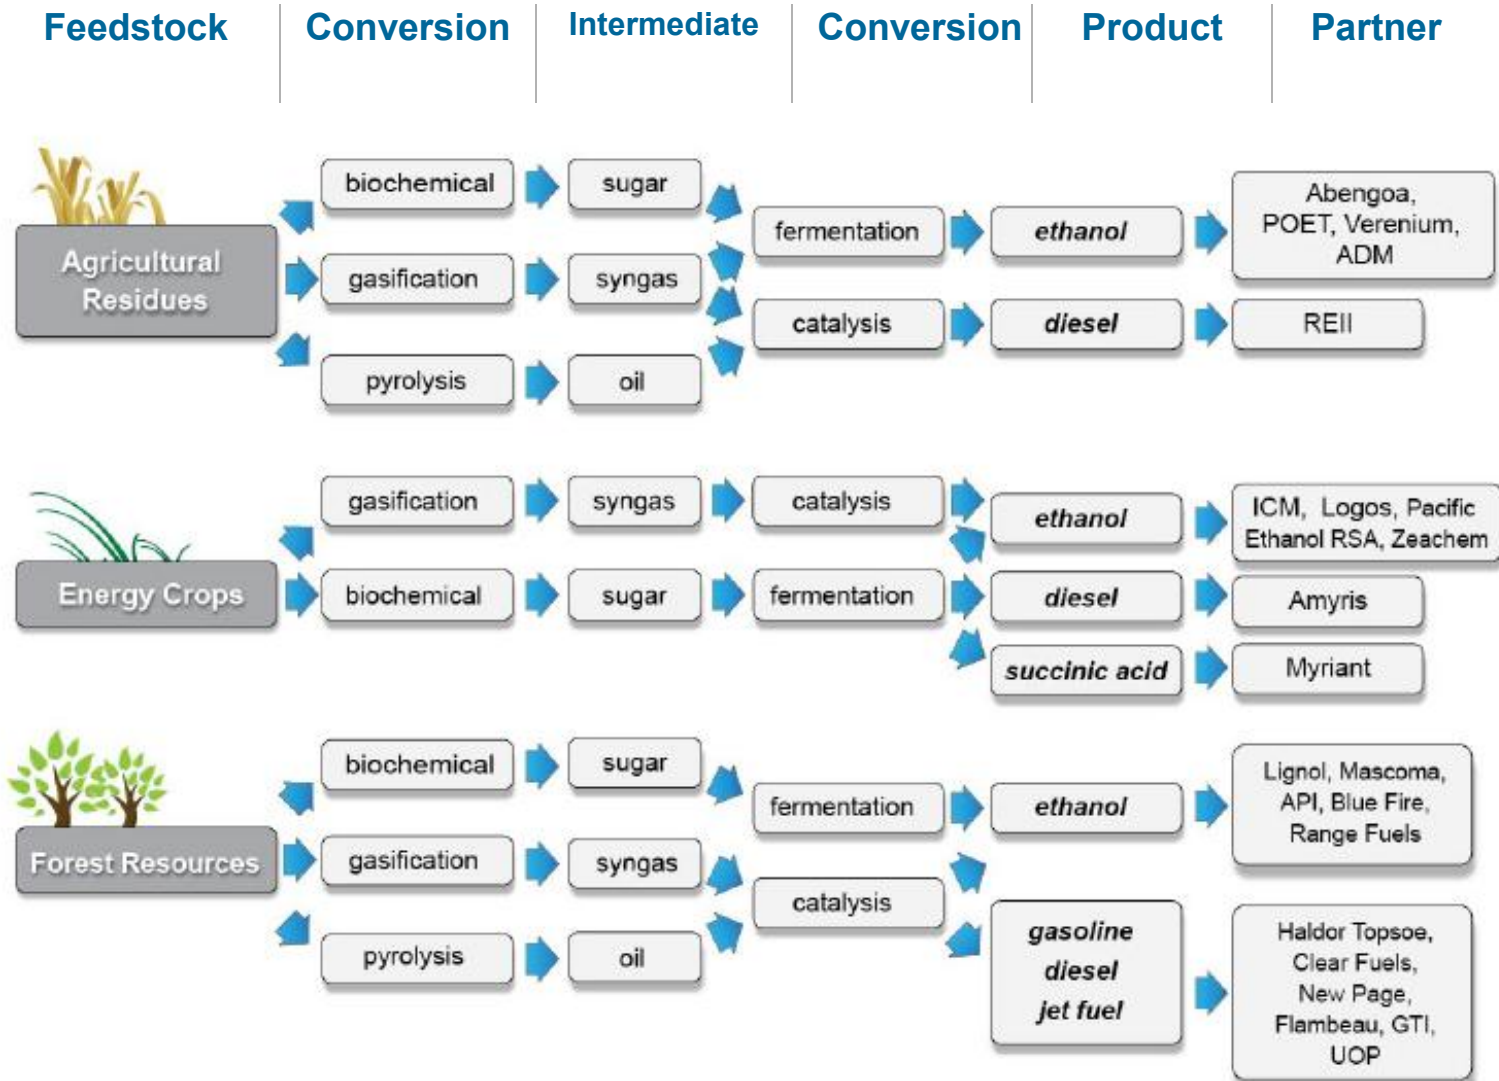 Feedstock
Conversion
Intermediate
Conversion
Product
Partner
Agricultural
Residues
biochemical
sugar
gasification
syngas
pyrolysis
oil
fermentation
ethanol
Abengoa,
POET, Verenium,
ADM
catalysis
diesel
REII
Energy Crops
gasification
syngas
catalysis
ethanol
ICM, Logos, Pacific
Ethanol RSA, Zeachem
biochemical
sugar
fermentation
diesel
Amyris
succinic acid
Myriant
Forest Resources
biochemical
sugar
gasification
syngas
pyrolysis
oil
fermentation
ethanol
Lignol, Mascoma,
API, Blue Fire,
Range Fuels
catalysis
gasoline
diesel
jet fuel
Haldor Topsoe,
Clear Fuels,
New Page,
Flambeau, GTI,
UOP